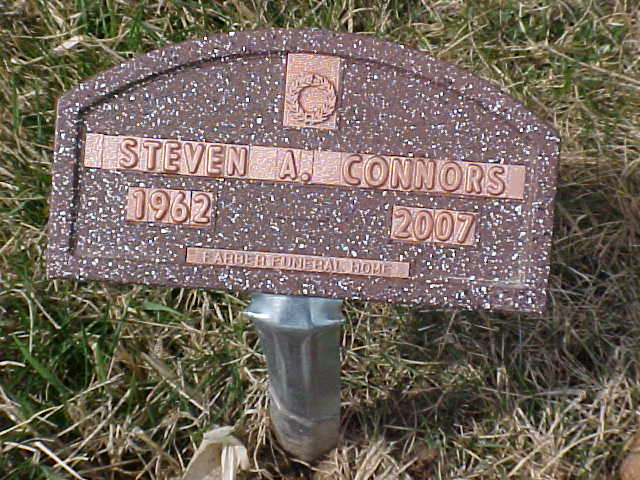 STEVEN A. CONNORS
1962 2007
FARBER FUNERAL HOME